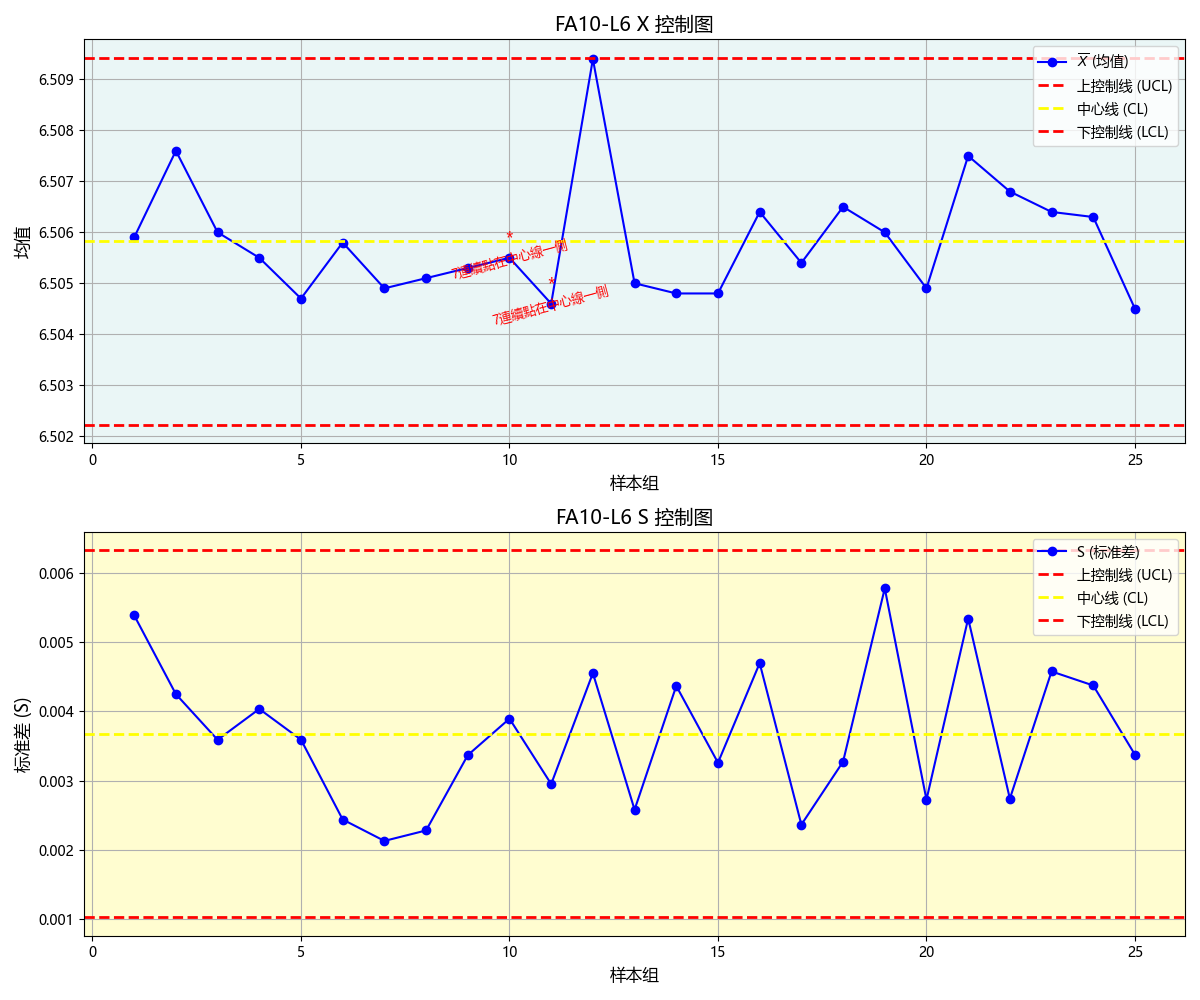 FA10-L6 X 控制图
均值
6.509
6.508
6.507
6.506
6.505
6.504
6.503
6.502
X (均值)
上控制线 (UCL)
中心线 (CL)
下控制线 (LCL)
*
7連續點在中心線一側
*
7連續點在中心線一側
0 5 10 15 20 25
样本组
FA10-L6 S 控制图
标准差 (S)
0.006
0.005
0.004
0.003
0.002
0.001
S (标准差)
上控制线 (UCL)
中心线 (CL)
下控制线 (LCL)
0 5 10 15 20 25
样本组